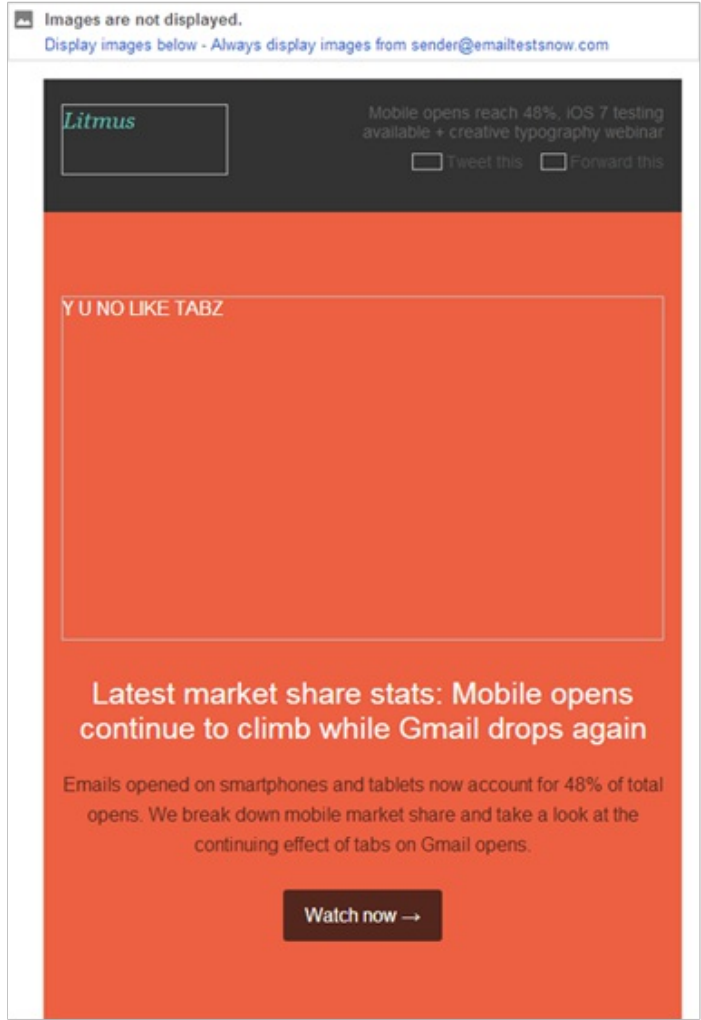 Images are not displayed.
Display images below - Always display images from sender@emailtestsnow.com
Litmus
Mobile opens reach 48%, iOS 7 testing
available + creative typography webinar
Tweet this Forward this
Y U NO LIKE TABZ
Latest market share stats: Mobile opens
continue to climb while Gmail drops again
Emails opened on smartphones and tablets now account for 48% of total
opens. We break down mobile market share and take a look at the
continuing effect of tabs on Gmail opens.
Watch now →